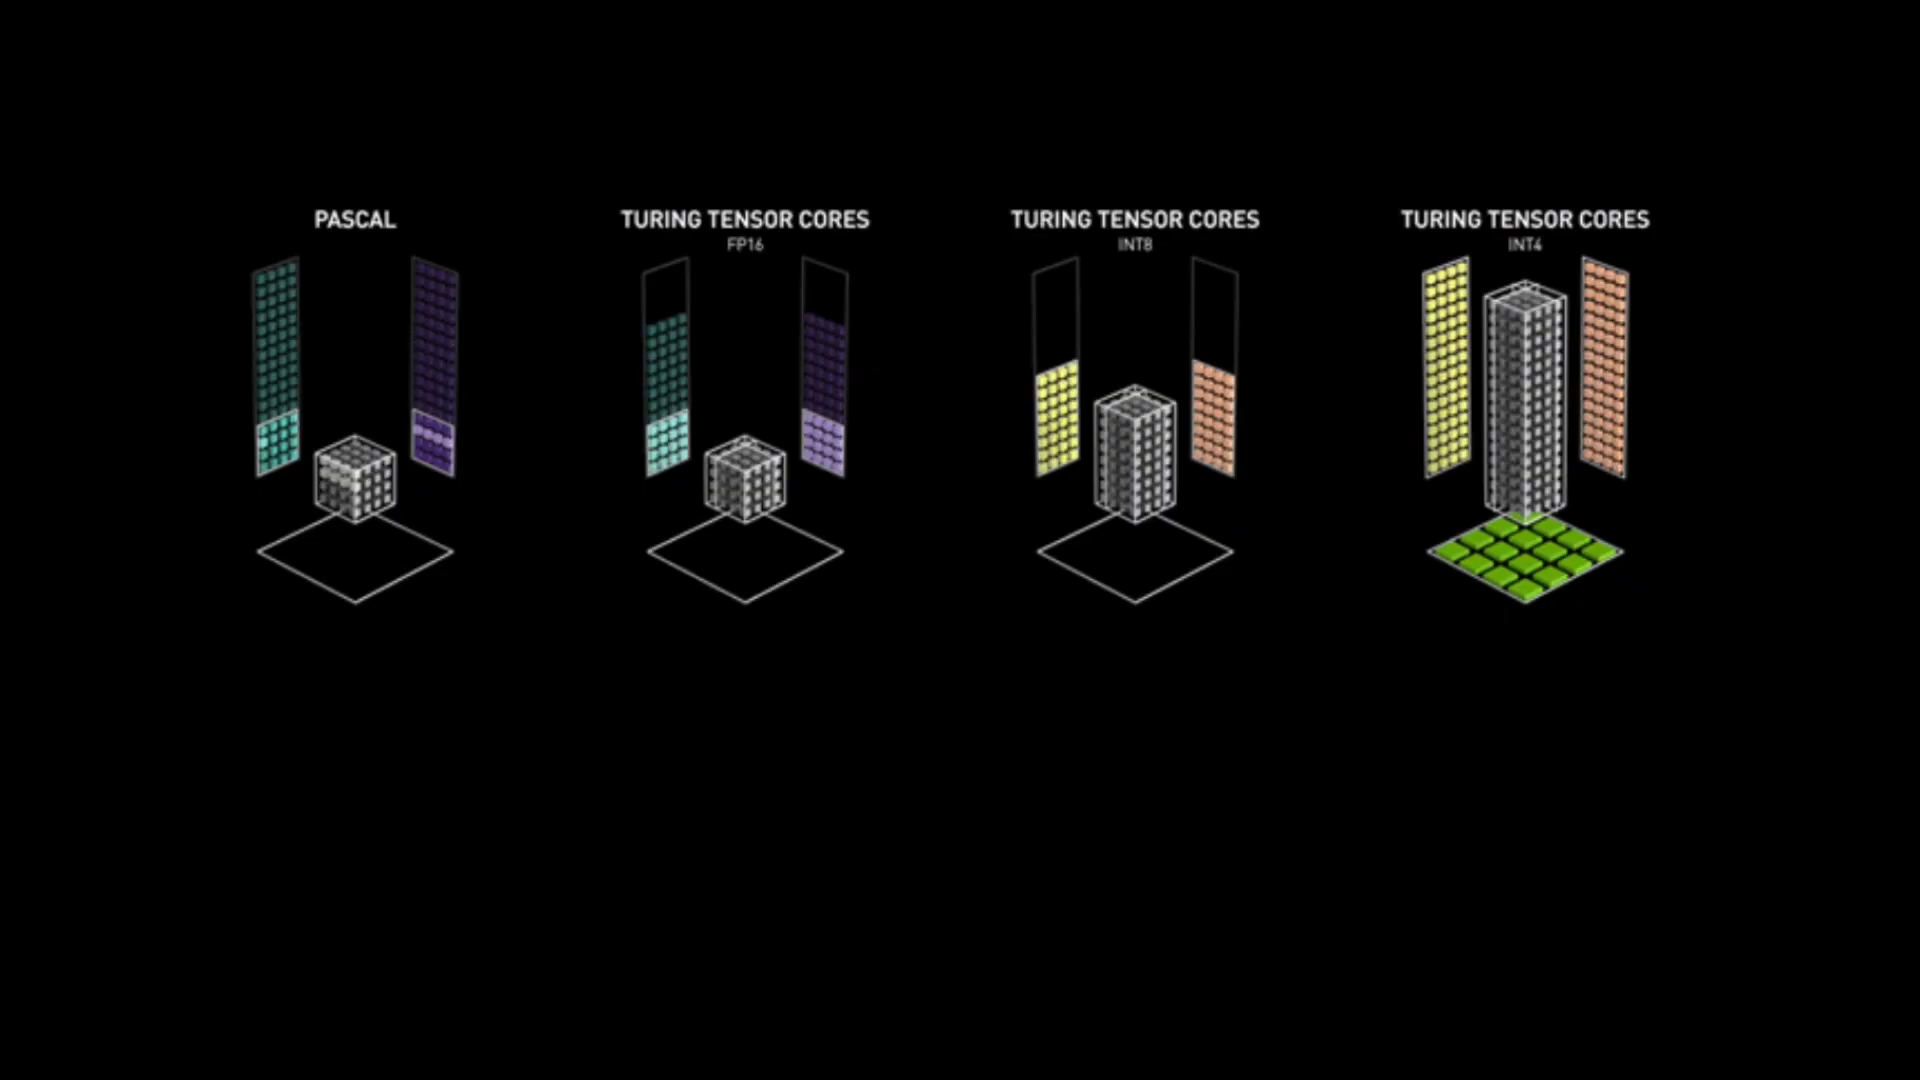 PASCAL
TURING TENSOR CORES
FP16
TURING TENSOR CORES
INT8
TURING TENSOR CORES
INT4